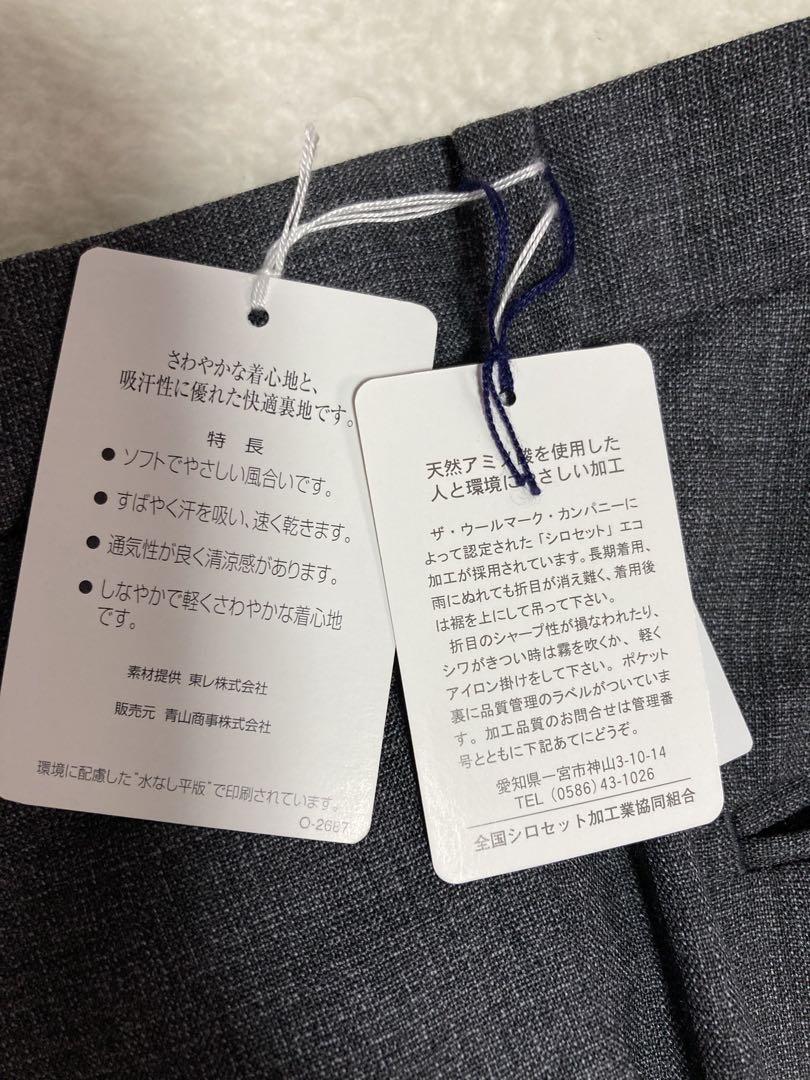 さわやかな着心地と、
吸汗性に優れた快適裏地です。
特長
● ソフトでやさしい風合いです。
● すばやく汗を吸い、速く乾きます。
● 通気性が良く清涼感があります。
● しなやかで軽くさわやかな着心地
です。
素材提供 東レ株式会社
販売元 青山商事株式会社
環境に配慮した"水なし平版"で印刷されています。
O-2687
天然アミノ酸を使用した
人と環境にやさしい加工
ザ・ウールマーク・カンパニーに
よって認定された「シロセット」エコ
加工が採用されています。長期着用、
雨にぬれても折目が消え難く、着用後
は裾を上にして吊って下さい。
折目のシャープ性が損なわれたり、
シワがきつい時は霧を吹くか、軽く
アイロン掛けをして下さい。ポケット
裏に品質管理のラベルがついていま
す。加工品質のお問合せは管理番
号とともに下記あてにどうぞ。
愛知県一宮市神山3-10-14
TEL (0586) 43-1026
全国シロセット加工業協同組合